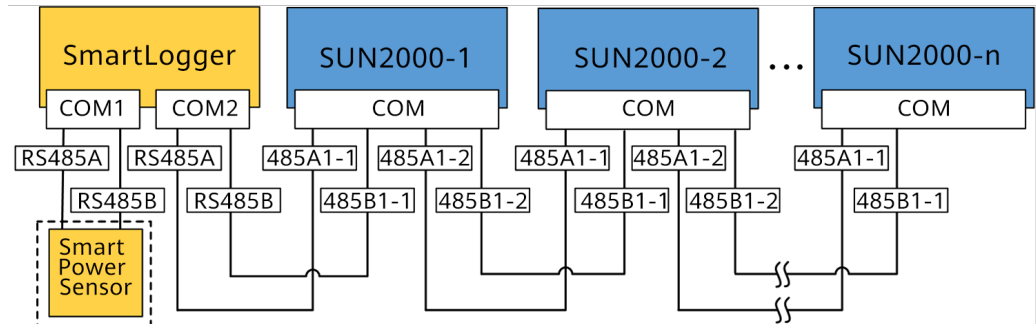 SmartLogger
SUN2000-1
SUN2000-2
...
SUN2000-n
COM1
COM2
COM
COM
COM
RS485A
RS485A
485A1-1
485A1-2
485A1-1
485A1-2
485A1-1
RS485B
RS485B
485B1-1
485B1-2
485B1-1
485B1-2
485B1-1
Smart
Power
Sensor